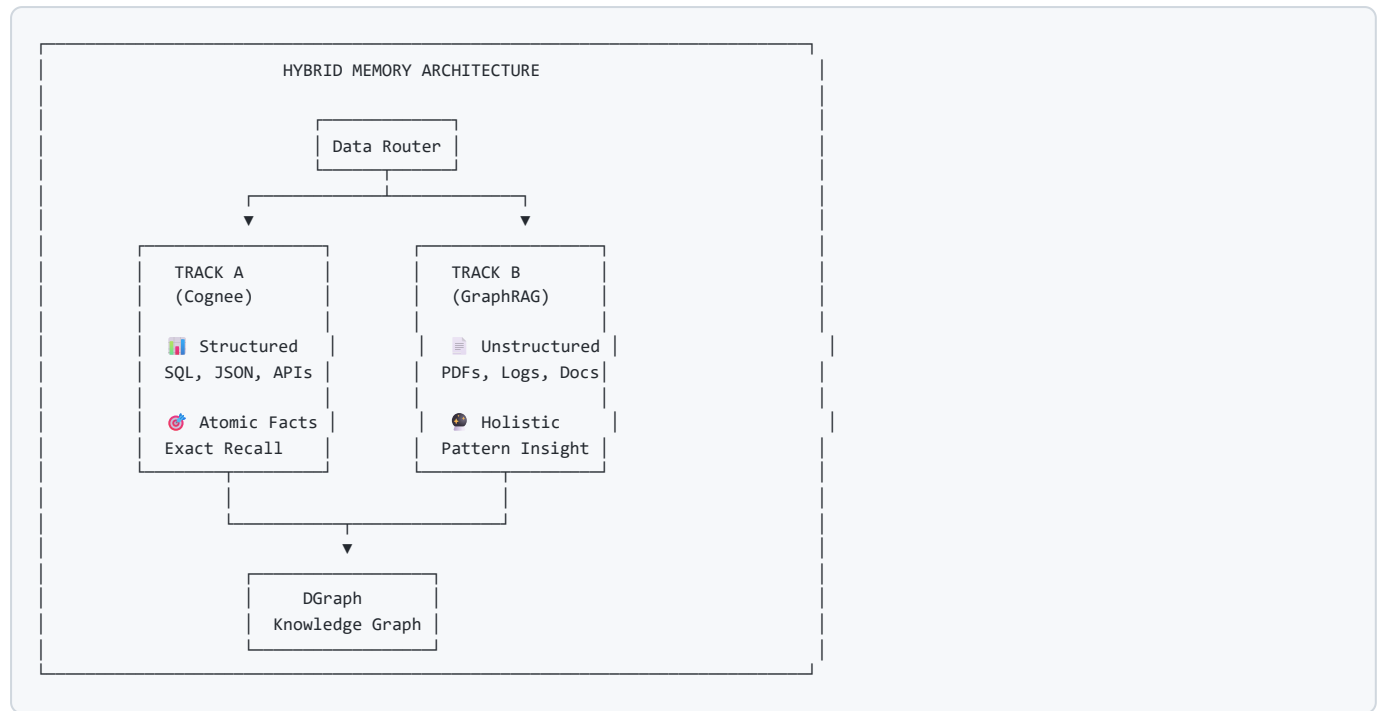 HYBRID MEMORY ARCHITECTURE
Data Router
TRACK A
(Cognee)
📊 Structured
SQL, JSON, APIs
🎯 Atomic Facts
Exact Recall
TRACK B
(GraphRAG)
📄 Unstructured
PDFs, Logs, Docs
🔮 Holistic
Pattern Insight
DGraph
Knowledge Graph